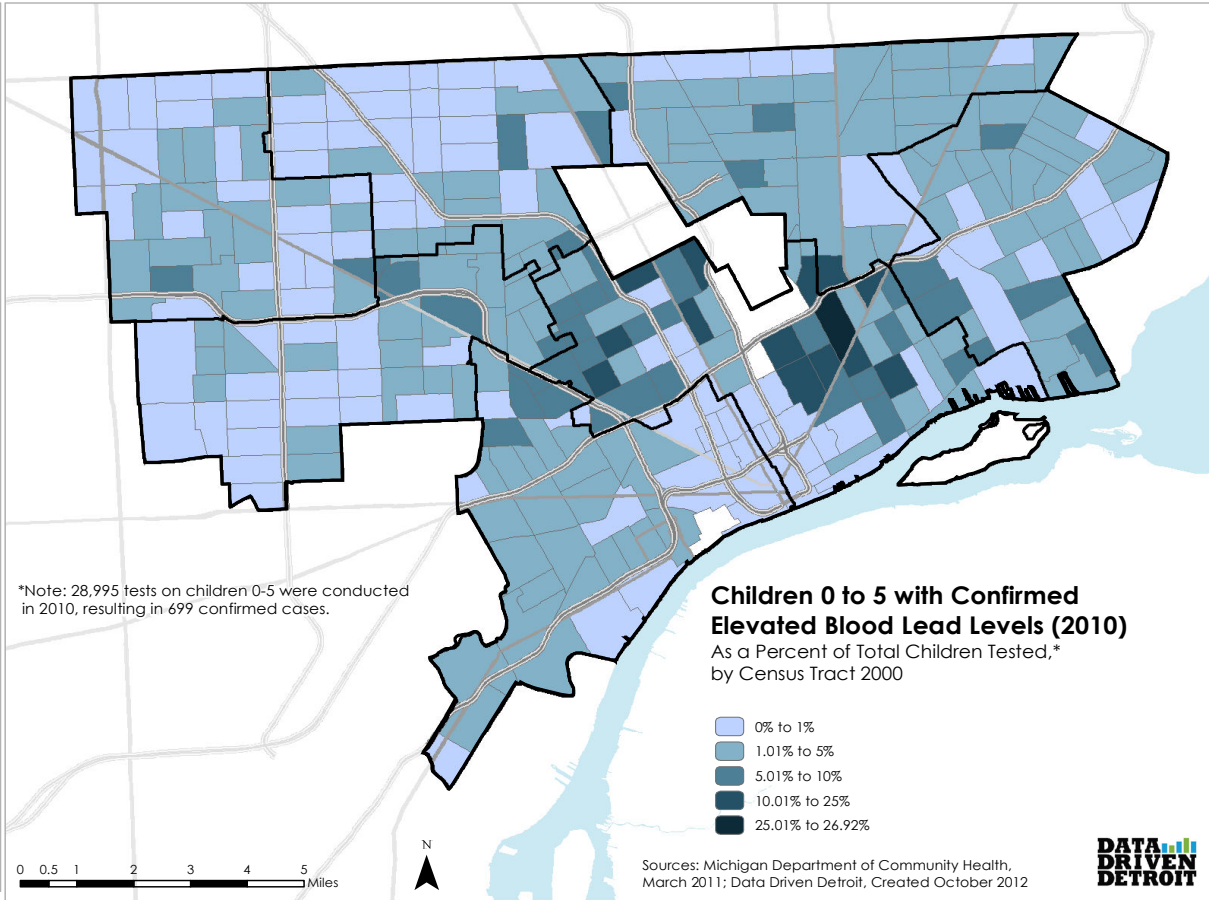 *Note: 28,995 tests on children 0-5 were conducted
in 2010, resulting in 699 confirmed cases.
Children 0 to 5 with Confirmed
Elevated Blood Lead Levels (2010)
As a Percent of Total Children Tested,*
by Census Tract 2000
0% to 1%
1.01% to 5%
5.01% to 10%
10.01% to 25%
25.01% to 26.92%
0 0.5 1 2 3 4 5
Miles
N
Sources: Michigan Department of Community Health,
March 2011; Data Driven Detroit, Created October 2012
DATA
DRIVEN
DETROIT